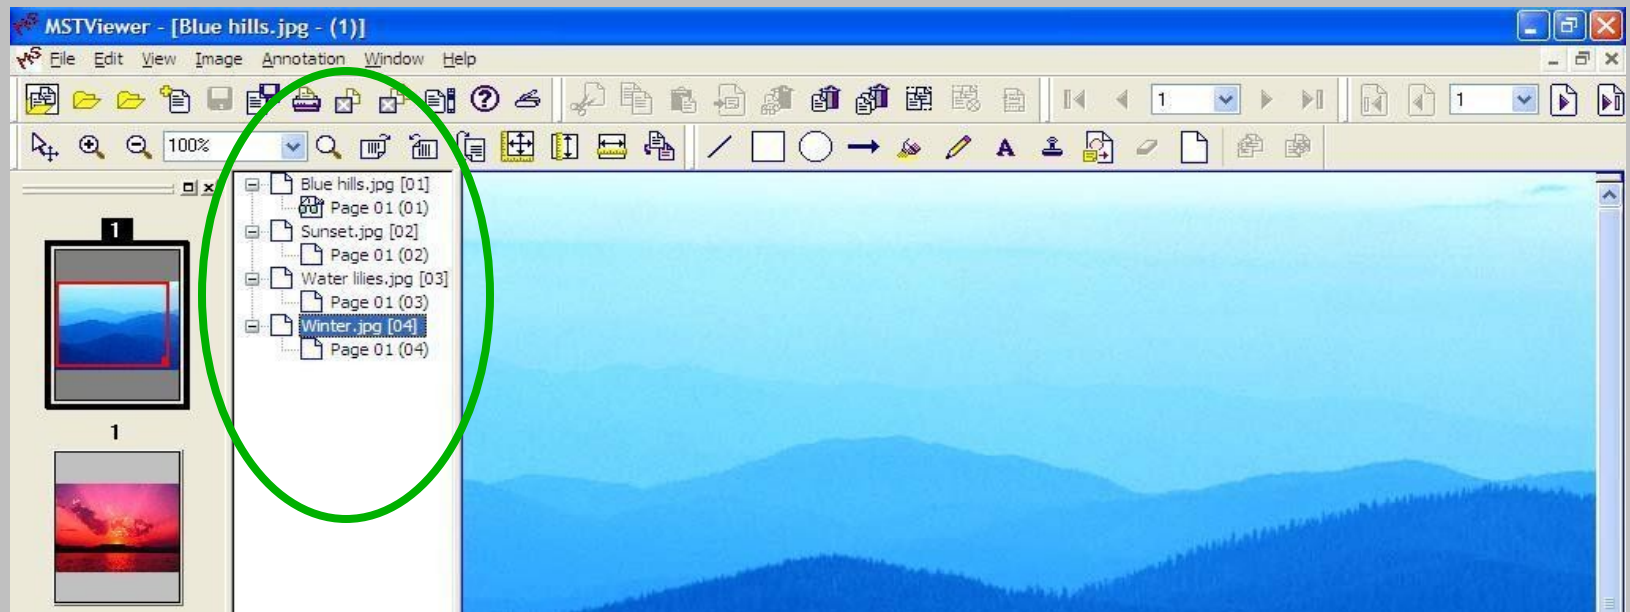 MSTViewer - [Blue hills.jpg - (1)]
File Edit View Image Annotation Window Help
1 1
100% A
1
1
Blue hills.jpg [01]
Page 01 (01)
Sunset.jpg [02]
Page 01 (02)
Water lilies.jpg [03]
Page 01 (03)
Winter.jpg [04]
Page 01 (04)